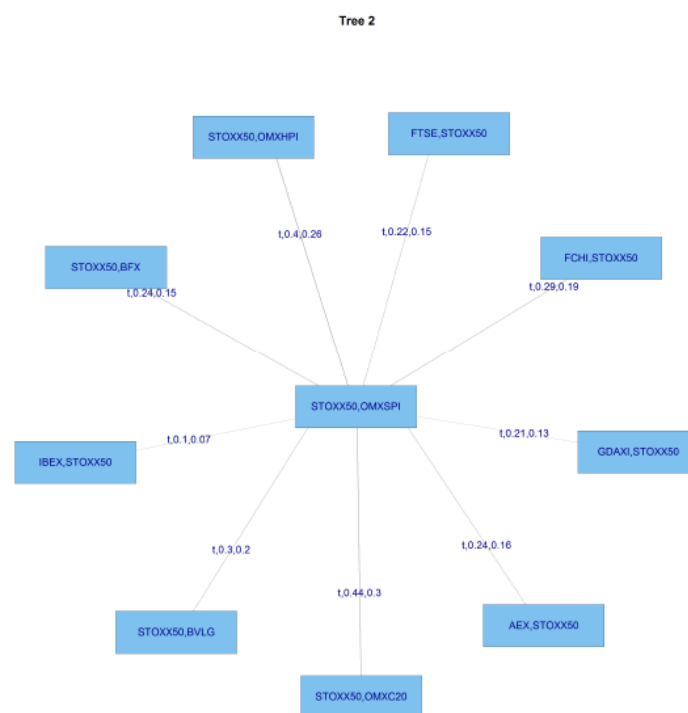 Tree 2
STOXX50,OMXHPI
FTSE,STOXX50
t,0.4,0.26
t,0.22,0.15
STOXX50,BFX
FCHI,STOXX50
t,0.24,0.15
t,0.29,0.19
STOXX50,OMXSPI
t,0.1,0.07
t,0.21,0.13
IBEX,STOXX50
GDAXI,STOXX50
t,0.3,0.2
t,0.24,0.16
t,0.44,0.3
STOXX50,BVLG
AEX,STOXX50
STOXX50,OMXC20